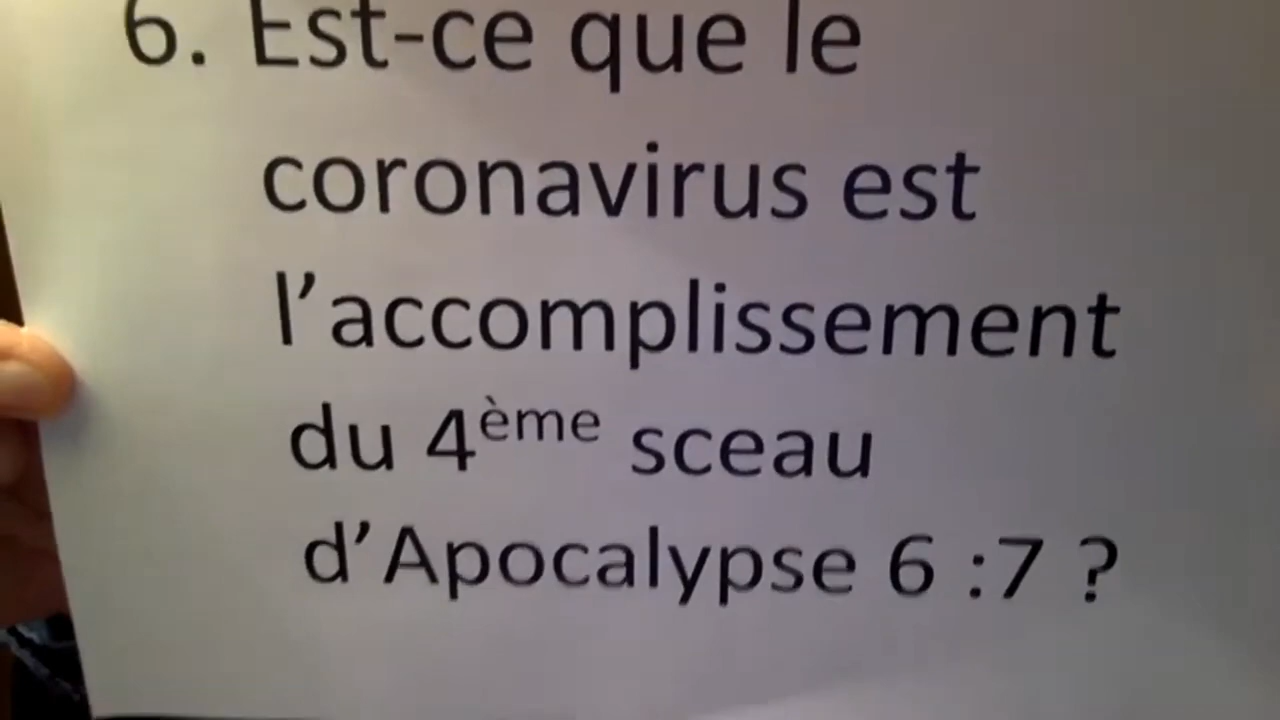 6. Est-ce que le
coronavirus est
l’accomplissement
du 4ème sceau
d’Apocalypse 6 :7 ?